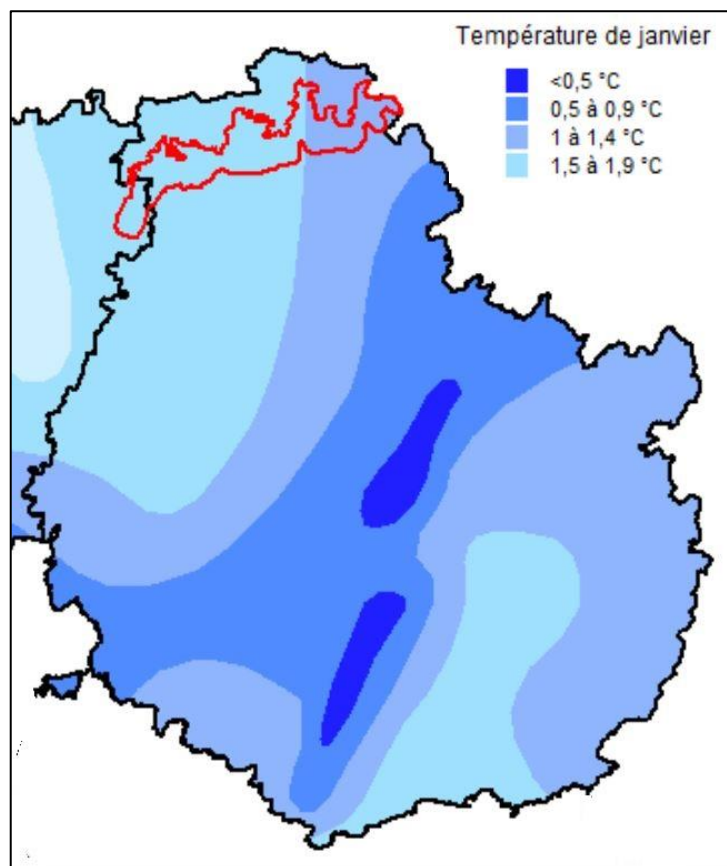 Température de janvier
<0,5 °C
0,5 à 0,9 °C
1 à 1,4 °C
1,5 à 1,9 °C